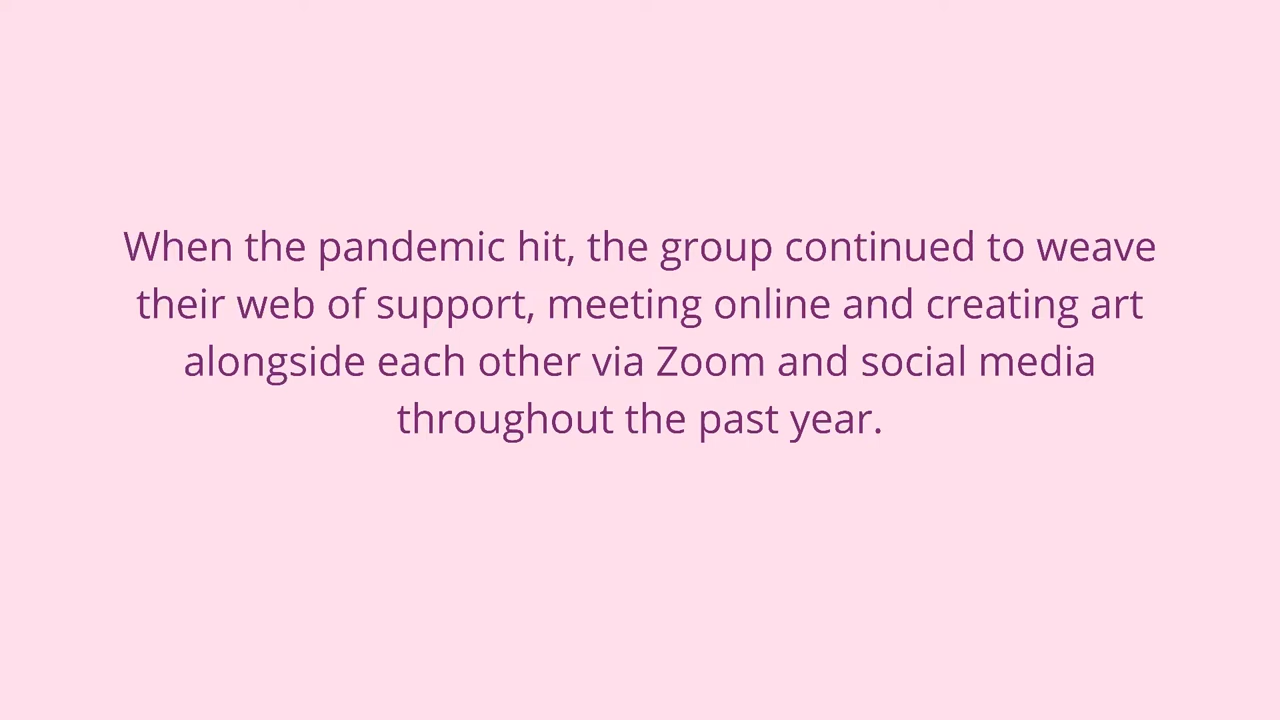 When the pandemic hit, the group continued to weave
their web of support, meeting online and creating art
alongside each other via Zoom and social media
throughout the past year.